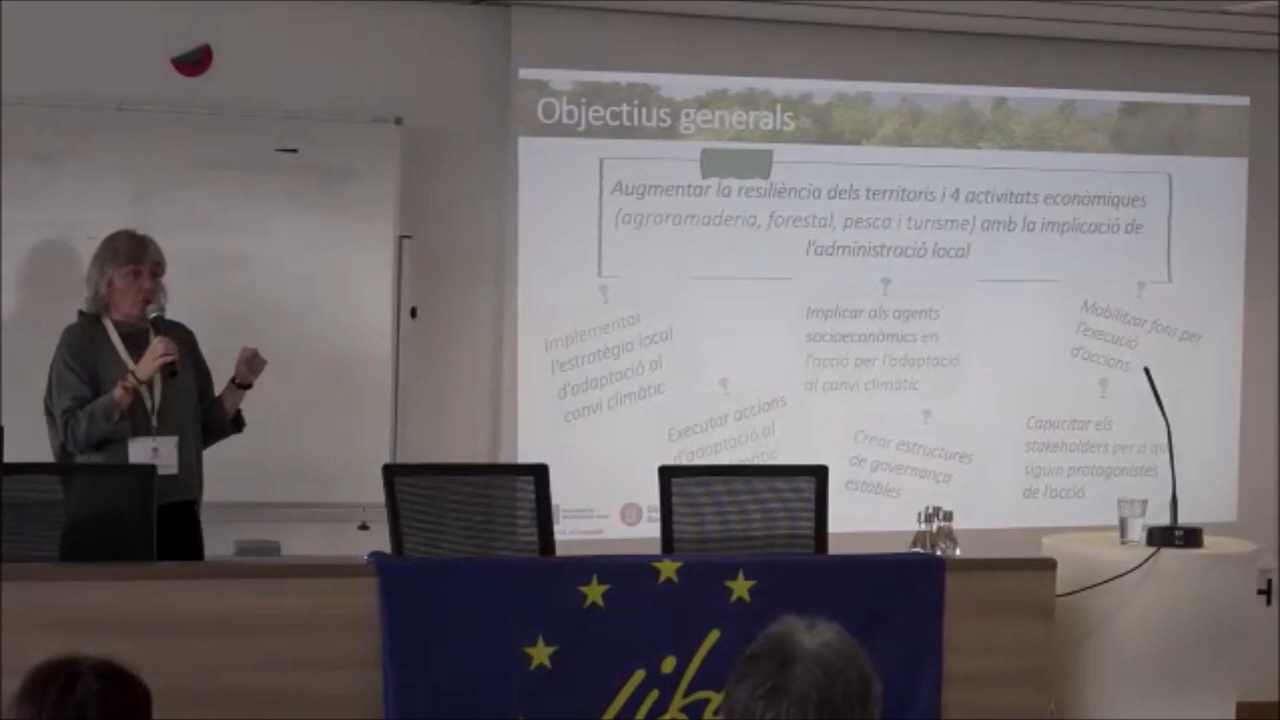 Objectius generals
Augmentar la resiliència dels territoris i 4 activitats econòmiques
(agroramaderia, forestal, pesca i turisme) amb la implicació de
l'administració local
Implementar
l'estratègia local
d'adaptació al
canvi climàtic
Executar accions
d'adaptació al
Implicar als agents
socioeconòmics en
l'acció per l'adaptació
al canvi climàtic
Crear estructures
de governança
estables
Mobilitzar fons per
l'execució
d'accions
Capacitar els
stakeholders per a
siguin protagonistes
de l'acció